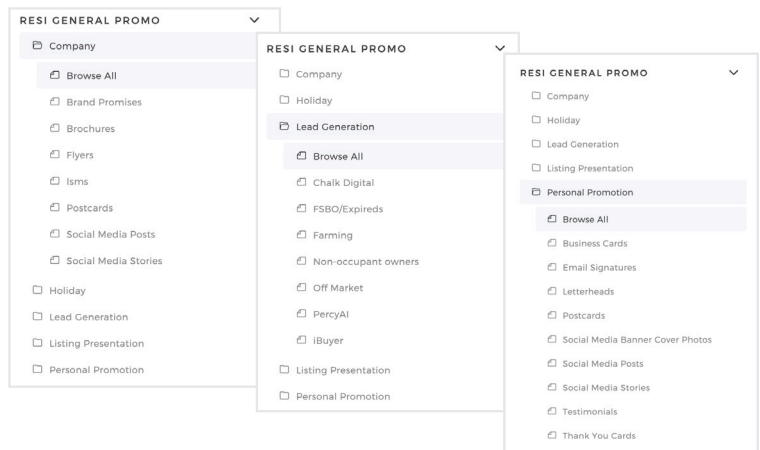 RESI GENERAL PROMO
Company
Browse All
Brand Promises
Brochures
Flyers
Isms
Postcards
Social Media Posts
Social Media Stories
Holiday
Lead Generation
Listing Presentation
Personal Promotion
RESI GENERAL PROMO
Company
Holiday
Lead Generation
Browse All
Chalk Digital
FSBO/Expireds
Farming
Non-occupant owners
Off Market
PercyAI
iBuyer
Listing Presentation
Personal Promotion
RESI GENERAL PROMO
Company
Holiday
Lead Generation
Listing Presentation
Personal Promotion
Browse All
Business Cards
Email Signatures
Letterheads
Postcards
Social Media Banner Cover Photos
Social Media Posts
Social Media Stories
Testimonials
Thank You Cards